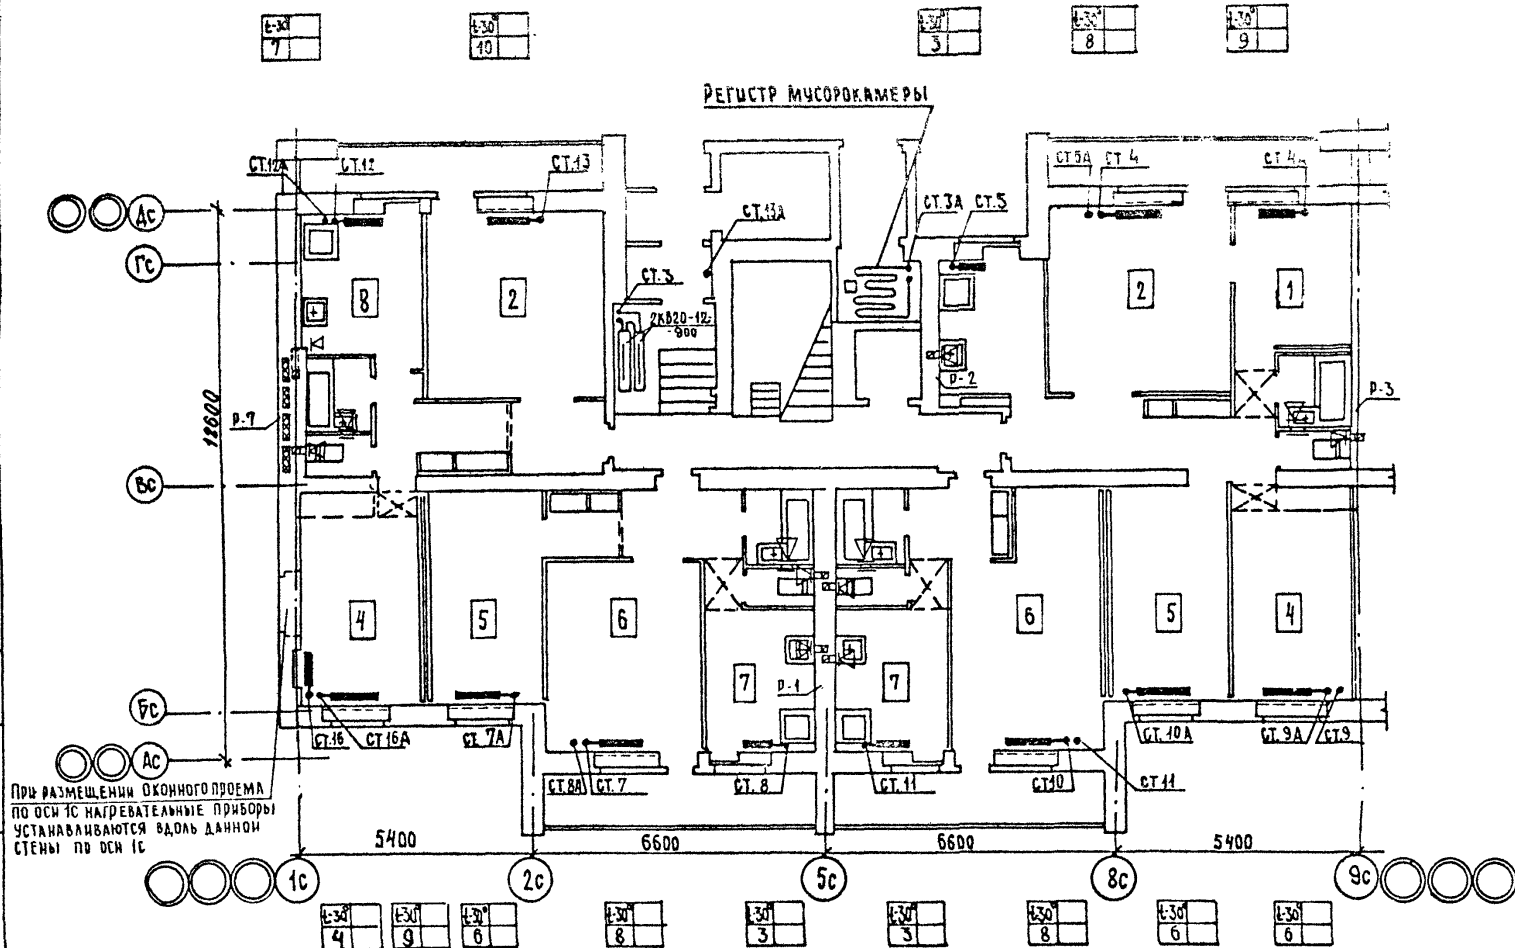 t-30° t-30° t-30° t-30° t-30°
7 10 3 8 9
РЕГИСТР МУСОРОКАМЕРЫ
СТ.12А СТ.12 СТ.13 СТ5А СТ 4 СТ 4А
Дс
СТ.13А СТ.3А СТ.5
Гс
СТ.3
8 2 2 1
2КВ20-12-
900
Р-2
Р-3
Р-7
12600
Вс
4 5 6 6 5 4
7 7
Р-1
Бс
СТ.16 СТ 16А СТ. 7А СТ. 10А СТ.9А СТ.9
Ас
СТ.8А СТ. 7 СТ. 8 СТ. 11 СТ10 СТ11
ПРИ РАЗМЕЩЕНИИ ОКОННОГО ПРОЕМА
ПО ОСИ 1С НАГРЕВАТЕЛЬНЫЕ ПРИБОРЫ
УСТАНАВЛИВАЮТСЯ ВДОЛЬ ДАННОЙ
СТЕНЫ ПО ОСИ 1С
5400 6600 6600 5400
1с 2с 5с 8с 9с
t-30° t-30° t-30° t-30° t-30° t-30° t-30° t-30° t-30°
4 9 6 8 3 3 8 6 6